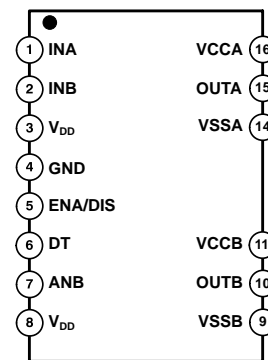 1 INA VCCA 16
2 INB OUTA 15
3 VDD VSSA 14
4 GND
5 ENA/DIS
6 DT VCCB 11
7 ANB OUTB 10
8 VDD VSSB 9